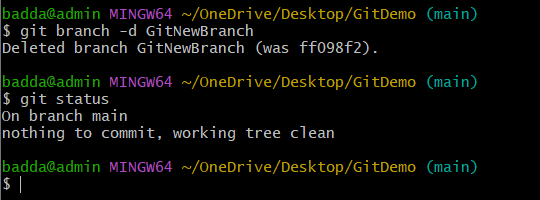 badda@admin MINGW64 ~/OneDrive/Desktop/GitDemo (main)
$ git branch -d GitNewBranch
Deleted branch GitNewBranch (was ff098f2).
badda@admin MINGW64 ~/OneDrive/Desktop/GitDemo (main)
$ git status
On branch main
nothing to commit, working tree clean
badda@admin MINGW64 ~/OneDrive/Desktop/GitDemo (main)
$